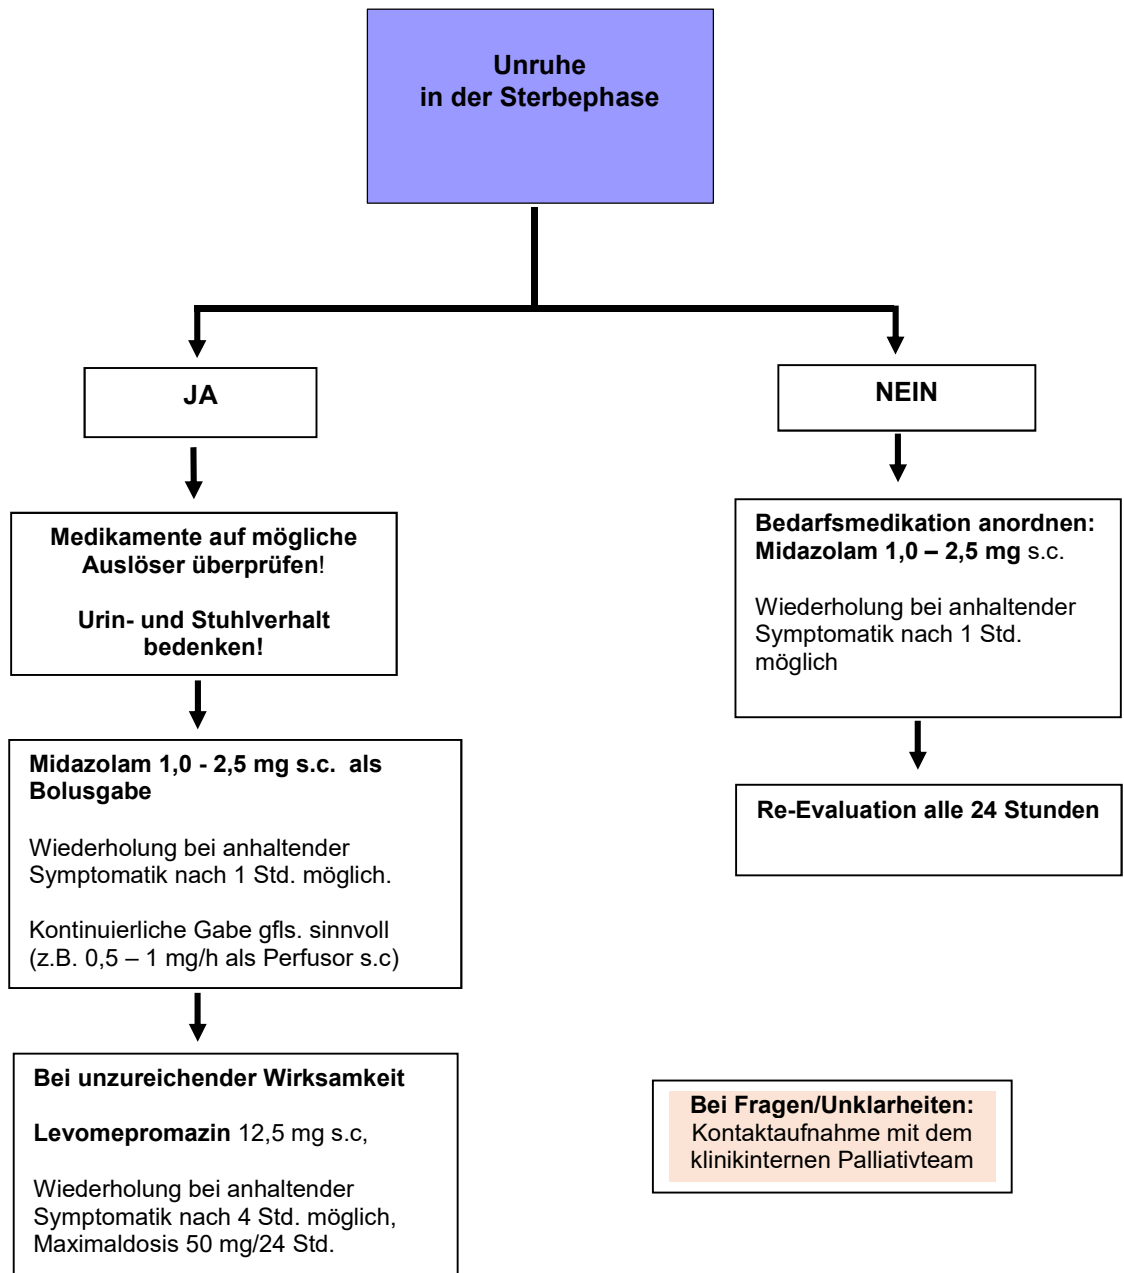 Unruhe
in der Sterbephase
JA
NEIN
Medikamente auf mögliche
Auslöser überprüfen!
Urin- und Stuhlverhalt
bedenken!
Bedarfsmedikation anordnen:
Midazolam 1,0 – 2,5 mg s.c.
Wiederholung bei anhaltender
Symptomatik nach 1 Std.
möglich
Midazolam 1,0 - 2,5 mg s.c. als
Bolusgabe
Wiederholung bei anhaltender
Symptomatik nach 1 Std. möglich.
Kontinuierliche Gabe gfls. sinnvoll
(z.B. 0,5 – 1 mg/h als Perfusor s.c)
Re-Evaluation alle 24 Stunden
Bei unzureichender Wirksamkeit
Levomepromazin 12,5 mg s.c,
Wiederholung bei anhaltender
Symptomatik nach 4 Std. möglich,
Maximaldosis 50 mg/24 Std.
Bei Fragen/Unklarheiten:
Kontaktaufnahme mit dem
klinikinternen Palliativteam